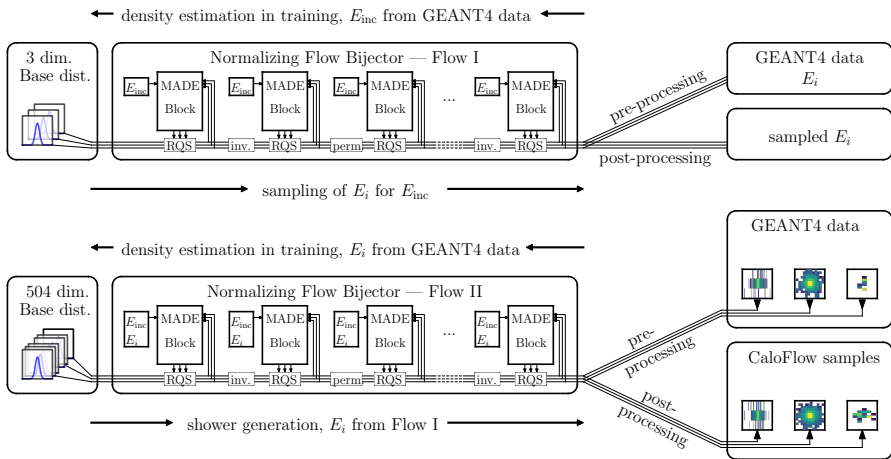 density estimation in training, E_inc from GEANT4 data
3 dim.
Base dist.
Normalizing Flow Bijector — Flow I
E_inc
MADE
Block
E_inc
MADE
Block
E_inc
MADE
Block
...
E_inc
MADE
Block
RQS
inv.
RQS
perm
RQS
inv.
RQS
pre-processing
post-processing
GEANT4 data
E_i
sampled E_i
sampling of E_i for E_inc
density estimation in training, E_i from GEANT4 data
504 dim.
Base dist.
Normalizing Flow Bijector — Flow II
E_inc
E_i
MADE
Block
E_inc
E_i
MADE
Block
E_inc
E_i
MADE
Block
...
E_inc
E_i
MADE
Block
RQS
inv.
RQS
perm
RQS
inv.
RQS
pre-
processing
post-
processing
GEANT4 data
CaloFlow samples
shower generation, E_i from Flow I